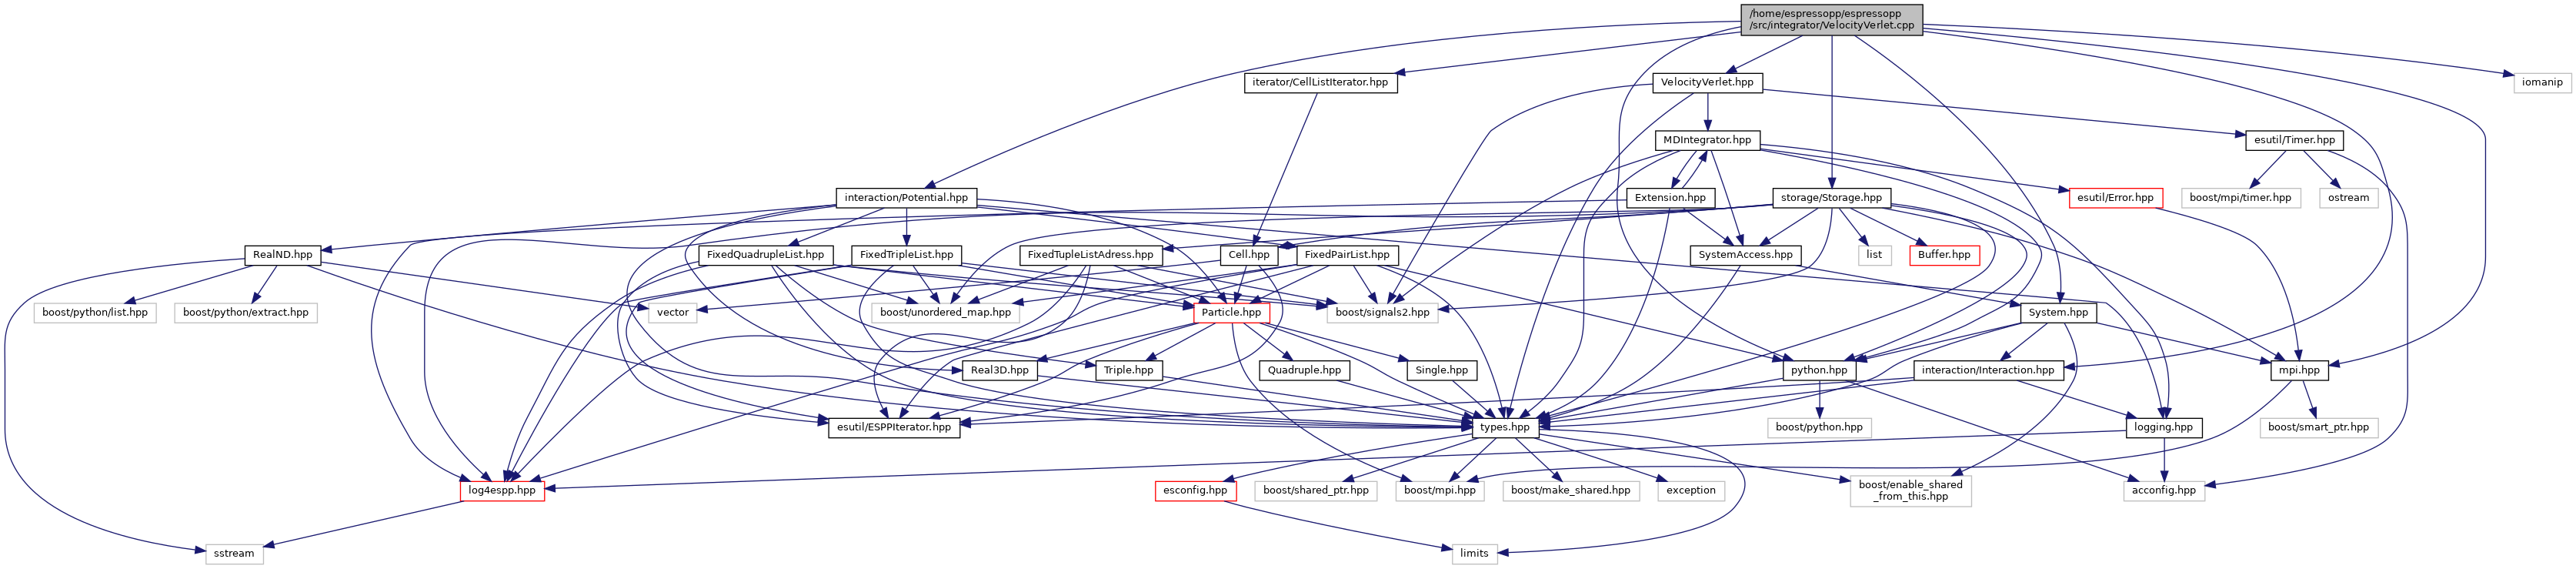 /home/espressopp/espressopp
/src/integrator/VelocityVerlet.cpp
iterator/CellListIterator.hpp
VelocityVerlet.hpp
iomanip
MDIntegrator.hpp
esutil/Timer.hpp
interaction/Potential.hpp
Extension.hpp
storage/Storage.hpp
esutil/Error.hpp
boost/mpi/timer.hpp
ostream
RealND.hpp
FixedQuadrupleList.hpp
FixedTripleList.hpp
FixedTupleListAdress.hpp
Cell.hpp
FixedPairList.hpp
SystemAccess.hpp
list
Buffer.hpp
boost/python/list.hpp
boost/python/extract.hpp
vector
boost/unordered_map.hpp
Particle.hpp
boost/signals2.hpp
System.hpp
Real3D.hpp
Triple.hpp
Quadruple.hpp
Single.hpp
python.hpp
interaction/Interaction.hpp
mpi.hpp
esutil/ESPPIterator.hpp
types.hpp
boost/python.hpp
logging.hpp
boost/smart_ptr.hpp
log4espp.hpp
esconfig.hpp
boost/shared_ptr.hpp
boost/mpi.hpp
boost/make_shared.hpp
exception
boost/enable_shared
_from_this.hpp
acconfig.hpp
sstream
limits